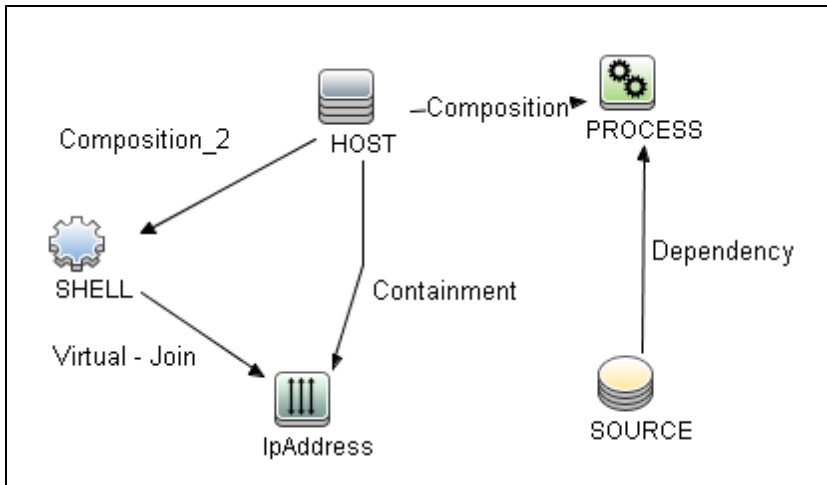 Composition
PROCESS
HOST
Composition_2
Dependency
SHELL
Containment
Virtual - Join
SOURCE
IpAddress